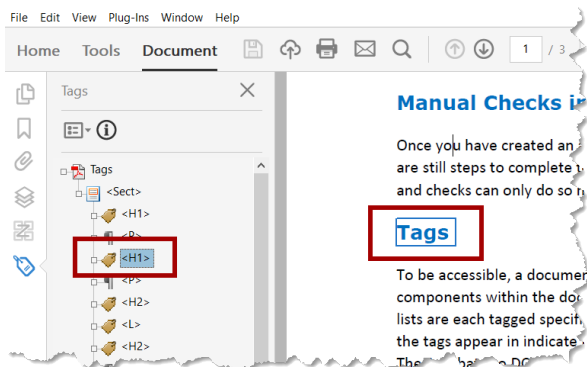 File Edit View Plug-Ins Window Help
Home Tools Document 1 / 3
Tags
Tags
<Sect>
<H1>
<P>
<H1>
<P>
<H2>
<L>
<H2>
Manual Checks
Once you have created an
are still steps to complete
and checks can only do so
Tags
To be accessible, a documen
components within the do
lists are each tagged specif
the tags appear in indicate